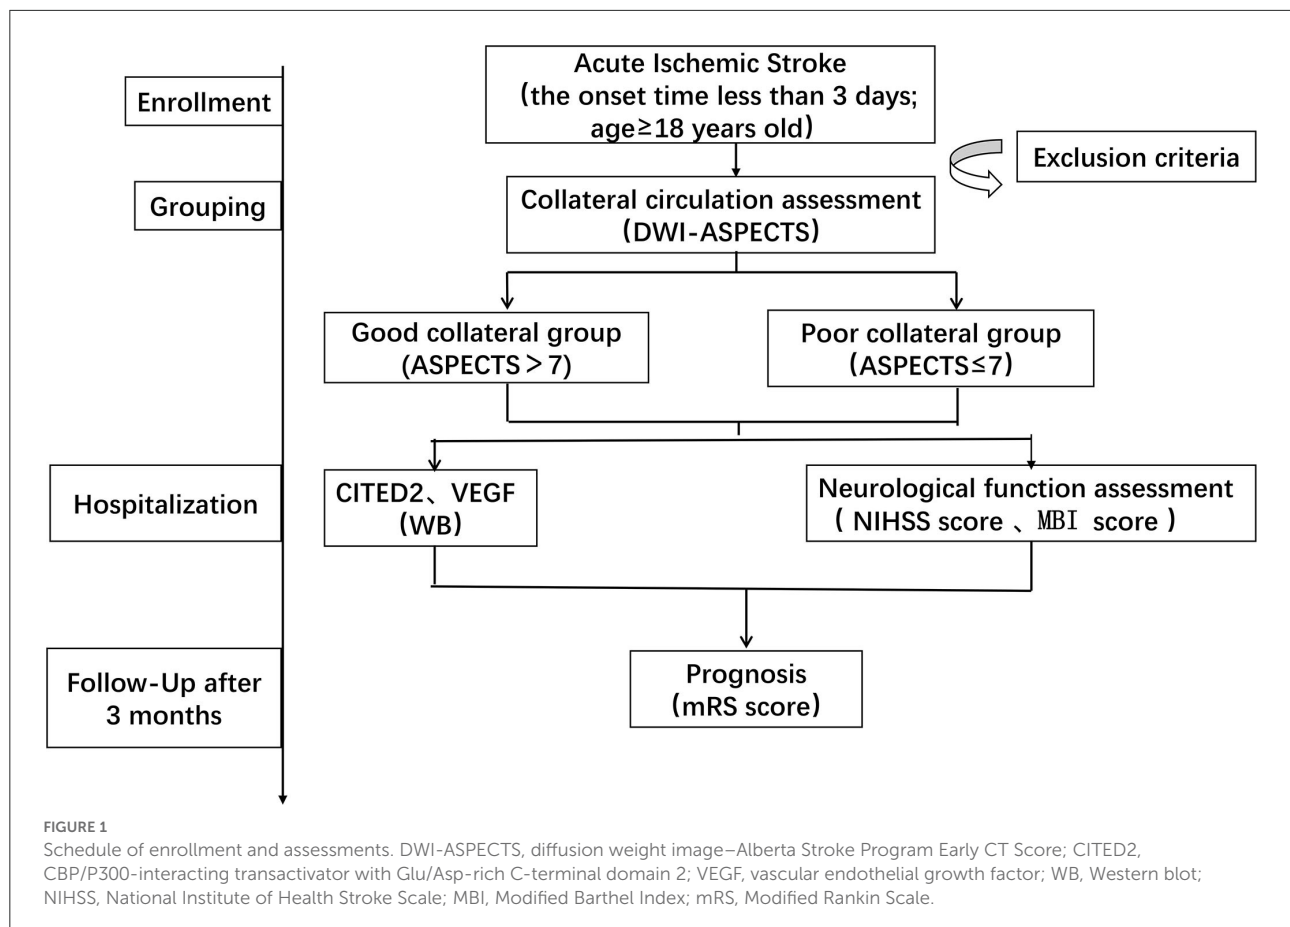 Enrollment
Acute Ischemic Stroke
(the onset time less than 3 days;
age≥18 years old)
Exclusion criteria
Grouping
Collateral circulation assessment
(DWI-ASPECTS)
Good collateral group
(ASPECTS＞7)
Poor collateral group
(ASPECTS≤7)
Hospitalization
CITED2、VEGF
(WB)
Neurological function assessment
( NIHSS score 、MBI score )
Follow-Up after
3 months
Prognosis
(mRS score)
FIGURE 1
Schedule of enrollment and assessments. DWI-ASPECTS, diffusion weight image–Alberta Stroke Program Early CT Score; CITED2,
CBP/P300-interacting transactivator with Glu/Asp-rich C-terminal domain 2; VEGF, vascular endothelial growth factor; WB, Western blot;
NIHSS, National Institute of Health Stroke Scale; MBI, Modified Barthel Index; mRS, Modified Rankin Scale.